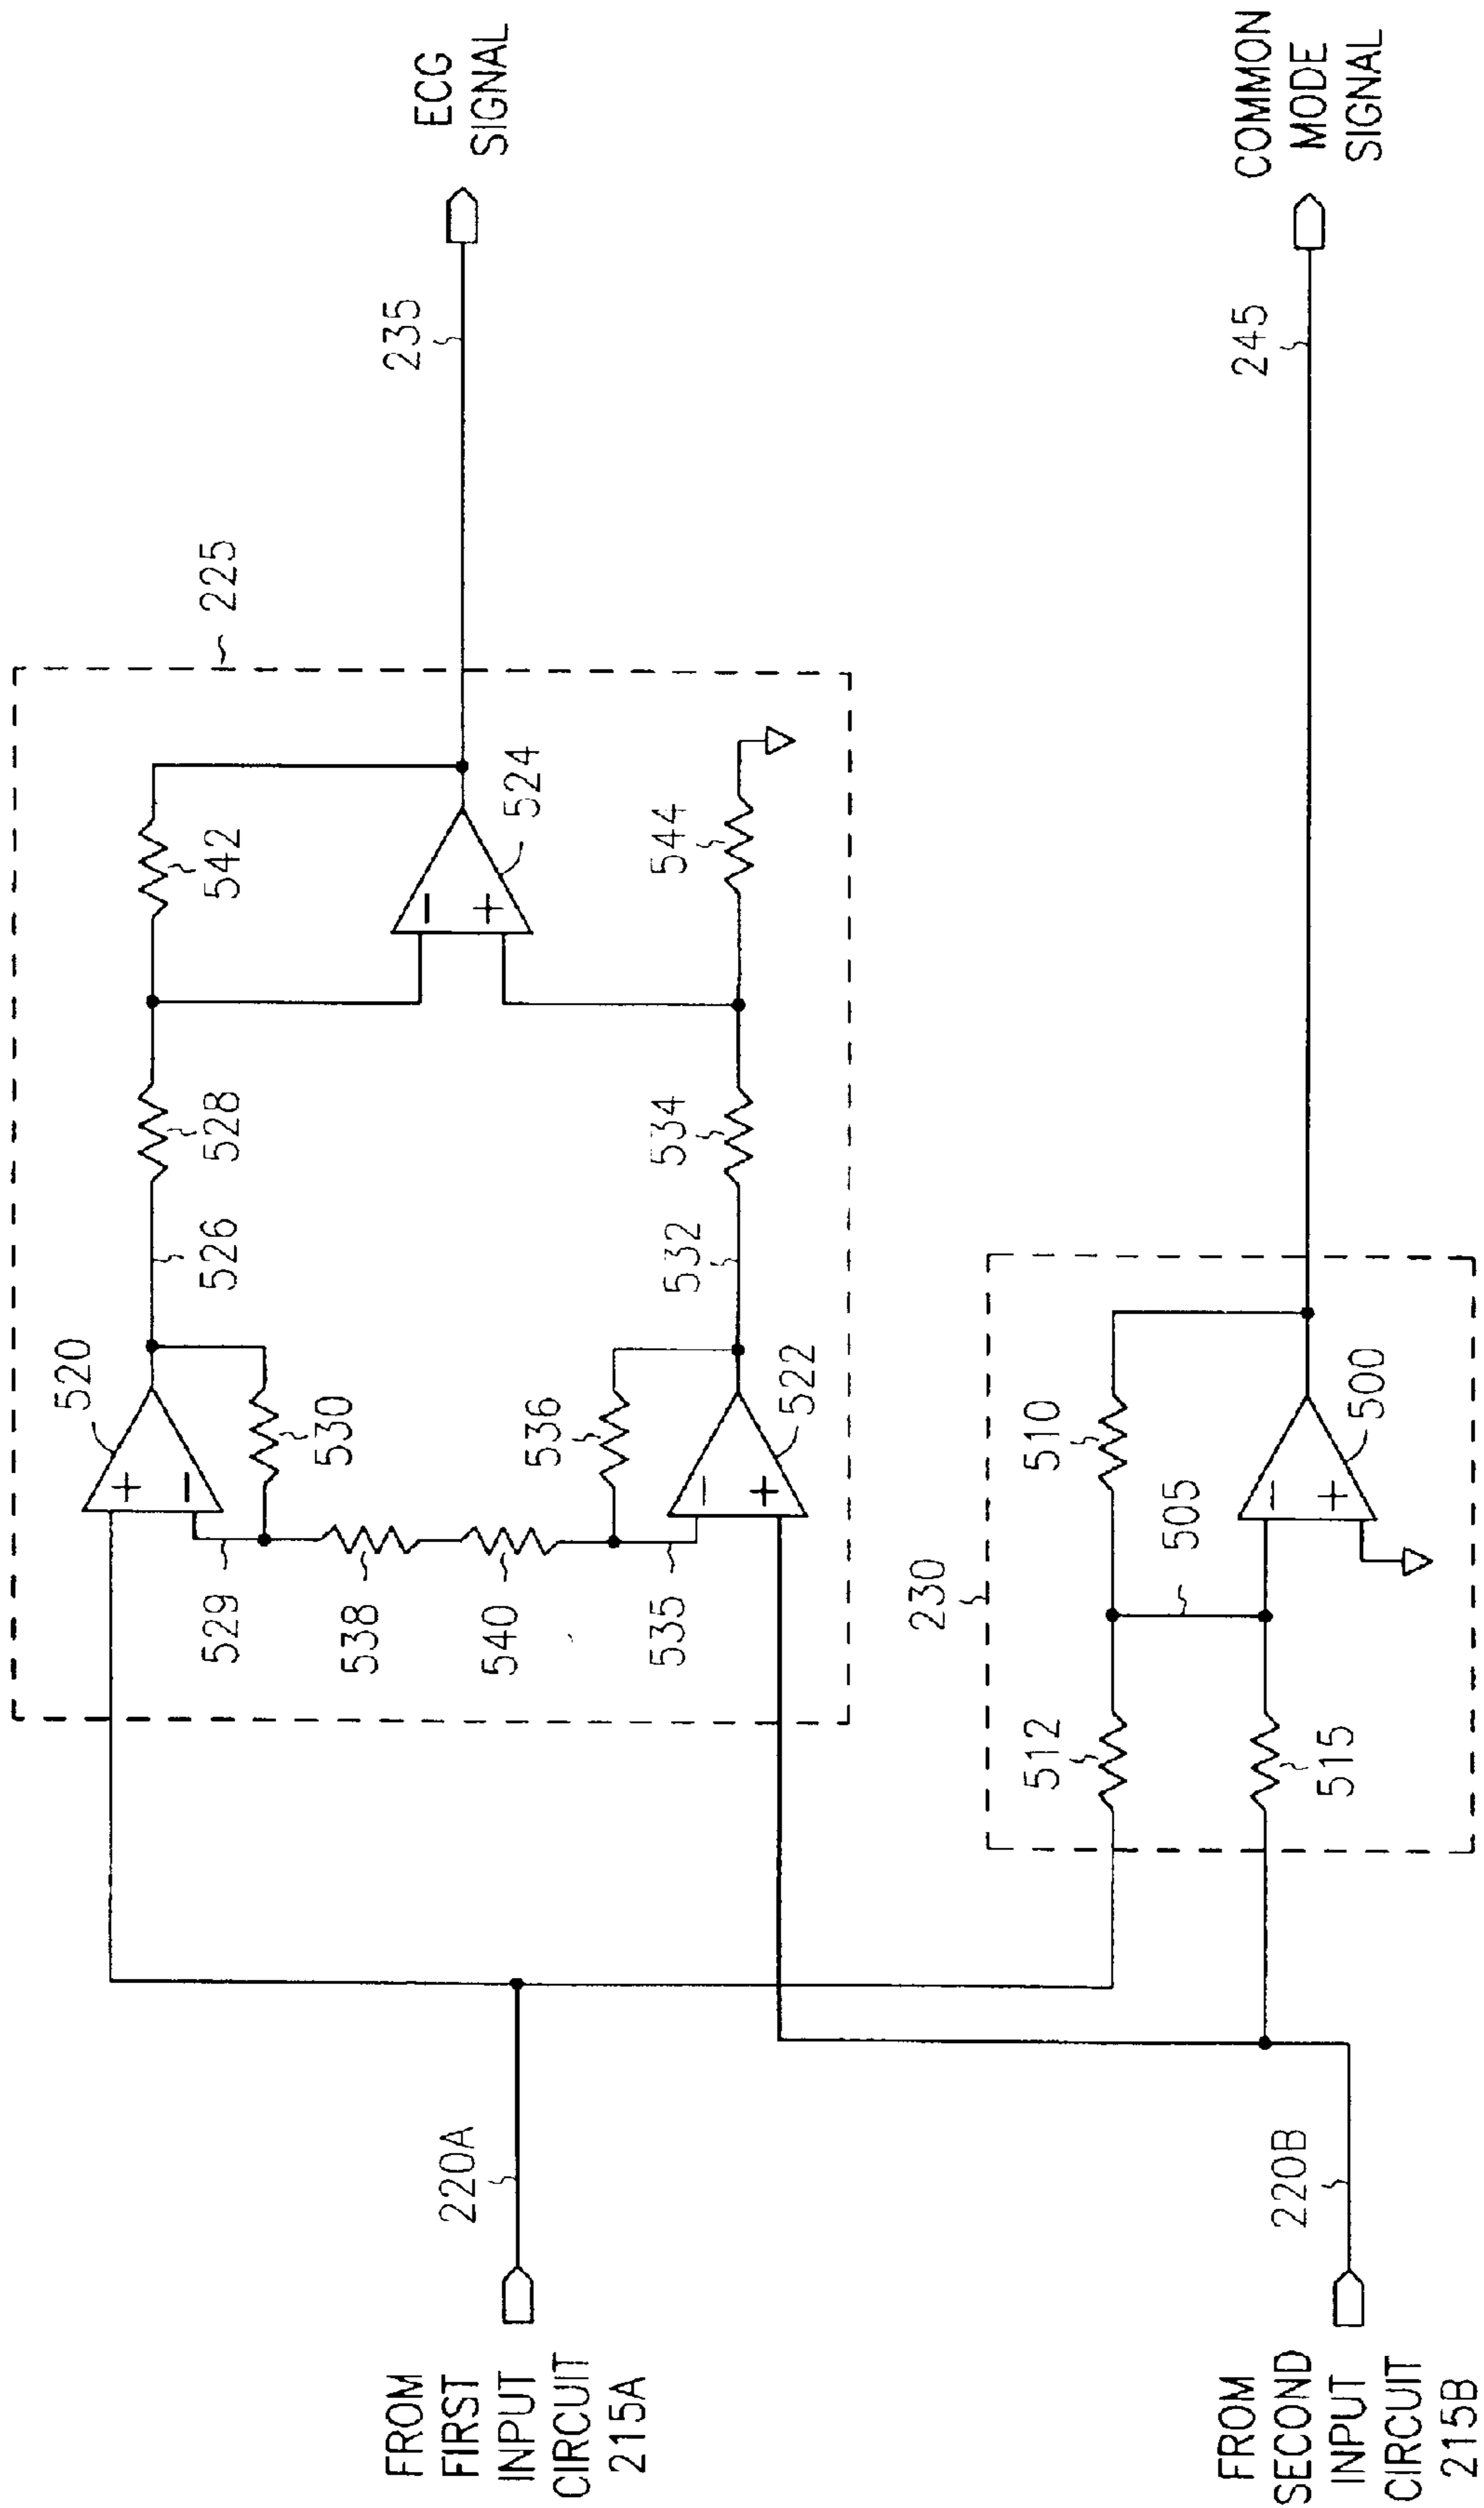 520
526
528
542
225
530
529
538
540
535
536
522
532
534
544
524
235
ECG
SIGNAL
FROM
FIRST
INPUT
CIRCUIT
215A
220A
230
512
510
505
515
500
245
COMMON
MODE
SIGNAL
FROM
SECOND
INPUT
CIRCUIT
215B
220B
+
−
−
+
−
+
−
+